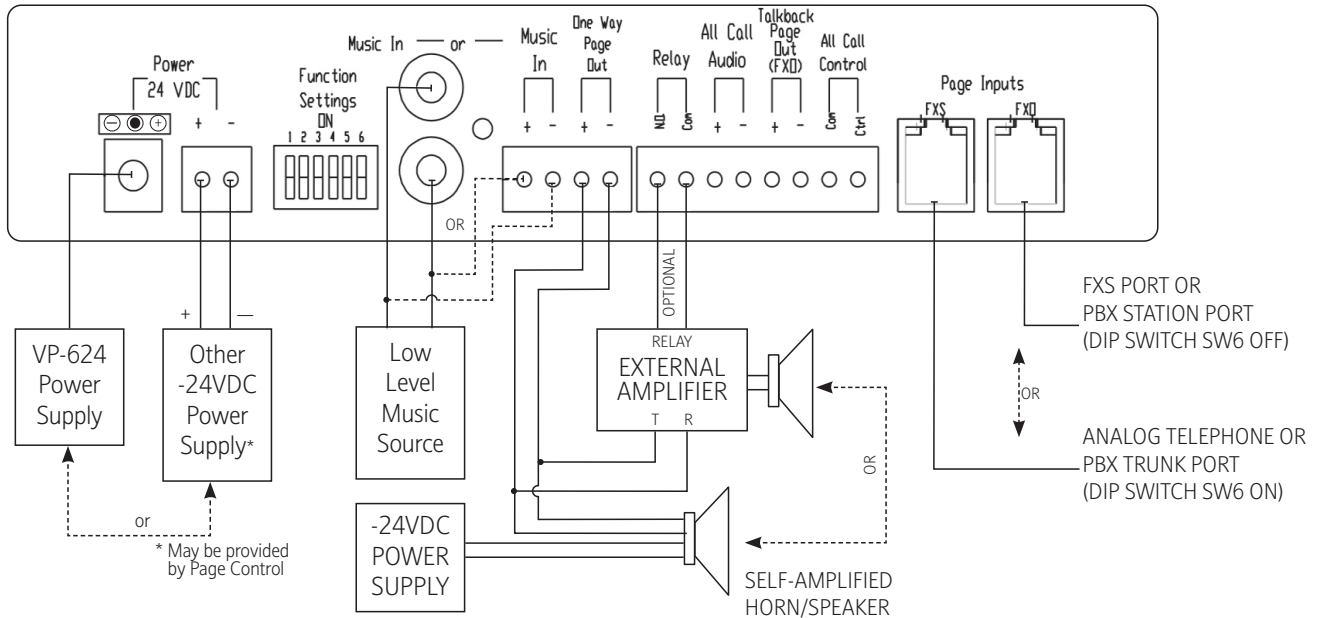 Power
24 VDC
+ -
Function
Settings
ON
1 2 3 4 5 6
Music In — or —
Music
In
+ -
One Way
Page
Out
+ -
Relay
NO Com
All Call
Audio
+ -
Talkback
Page
Out
(FXO)
+ -
All Call
Control
Com Ctrl
Page Inputs
FXS FXO
OR
OPTIONAL
+ —
VP-624
Power
Supply
Other
-24VDC
Power
Supply*
or
* May be provided
by Page Control
Low
Level
Music
Source
RELAY
EXTERNAL
AMPLIFIER
T R
OR
-24VDC
POWER
SUPPLY
SELF-AMPLIFIED
HORN/SPEAKER
FXS PORT OR
PBX STATION PORT
(DIP SWITCH SW6 OFF)
OR
ANALOG TELEPHONE OR
PBX TRUNK PORT
(DIP SWITCH SW6 ON)